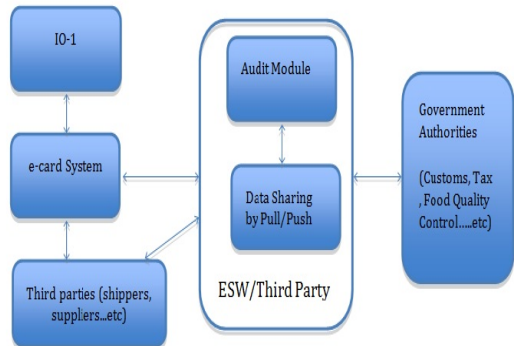 IO-1
e-card System
Third parties (shippers,
suppliers...etc)
Audit Module
Data Sharing
by Pull/Push
ESW/Third Party
Government
Authorities
(Customs, Tax
, Food Quality
Control.....etc)